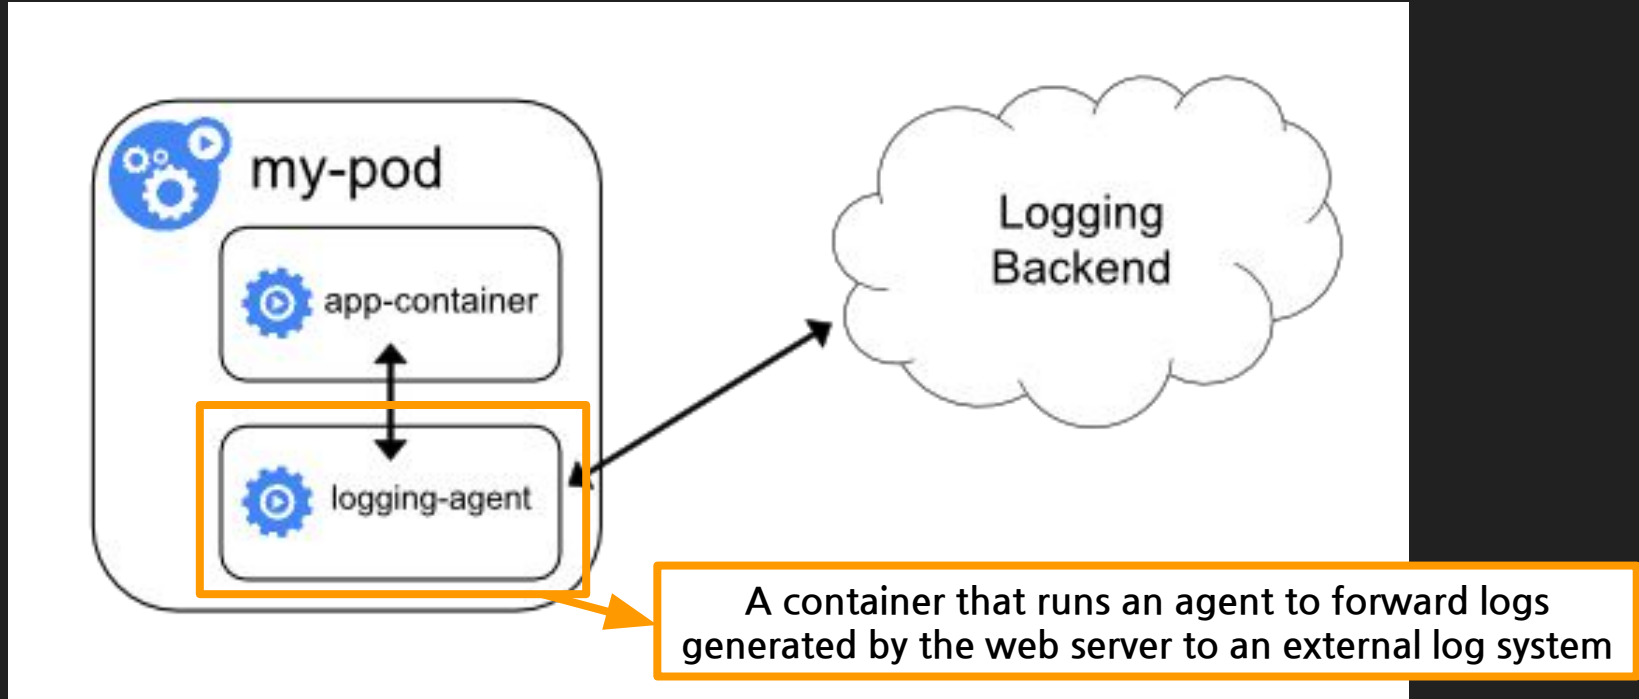 my-pod
app-container
logging-agent
Logging
Backend
A container that runs an agent to forward logs
generated by the web server to an external log system